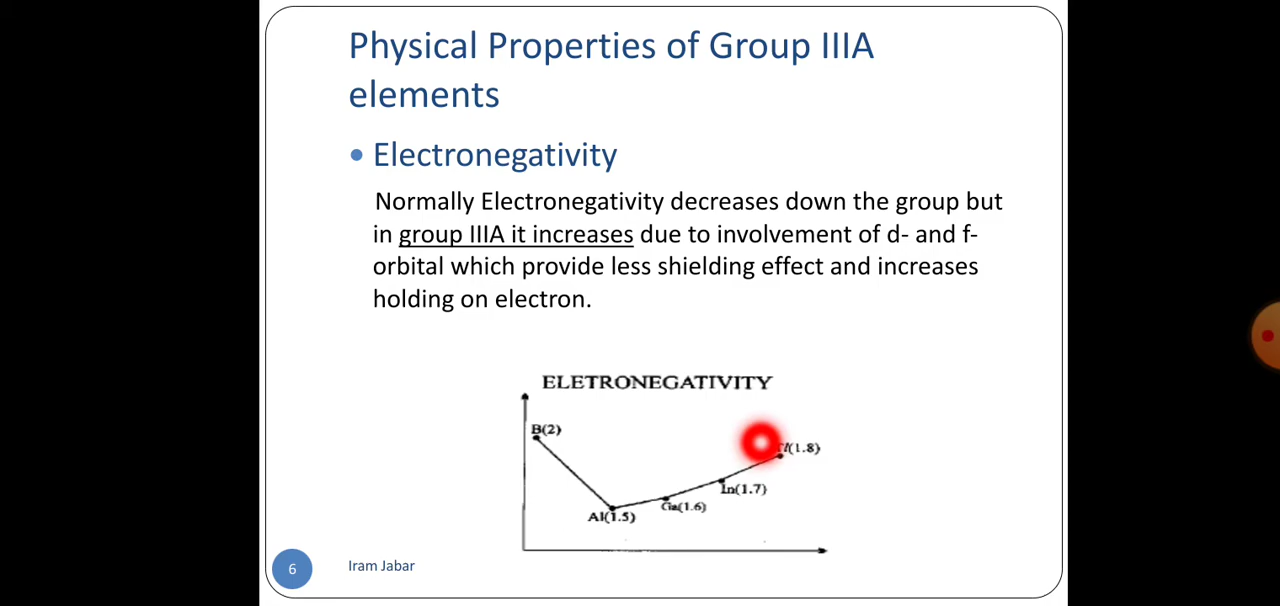 Physical Properties of Group IIIA
elements
• Electronegativity
Normally Electronegativity decreases down the group but
in group IIIA it increases due to involvement of d- and f-
orbital which provide less shielding effect and increases
holding on electron.
ELETRONEGATIVITY
B(2)
Tl(1.8)
In(1.7)
Ga(1.6)
Al(1.5)
6
Iram Jabar